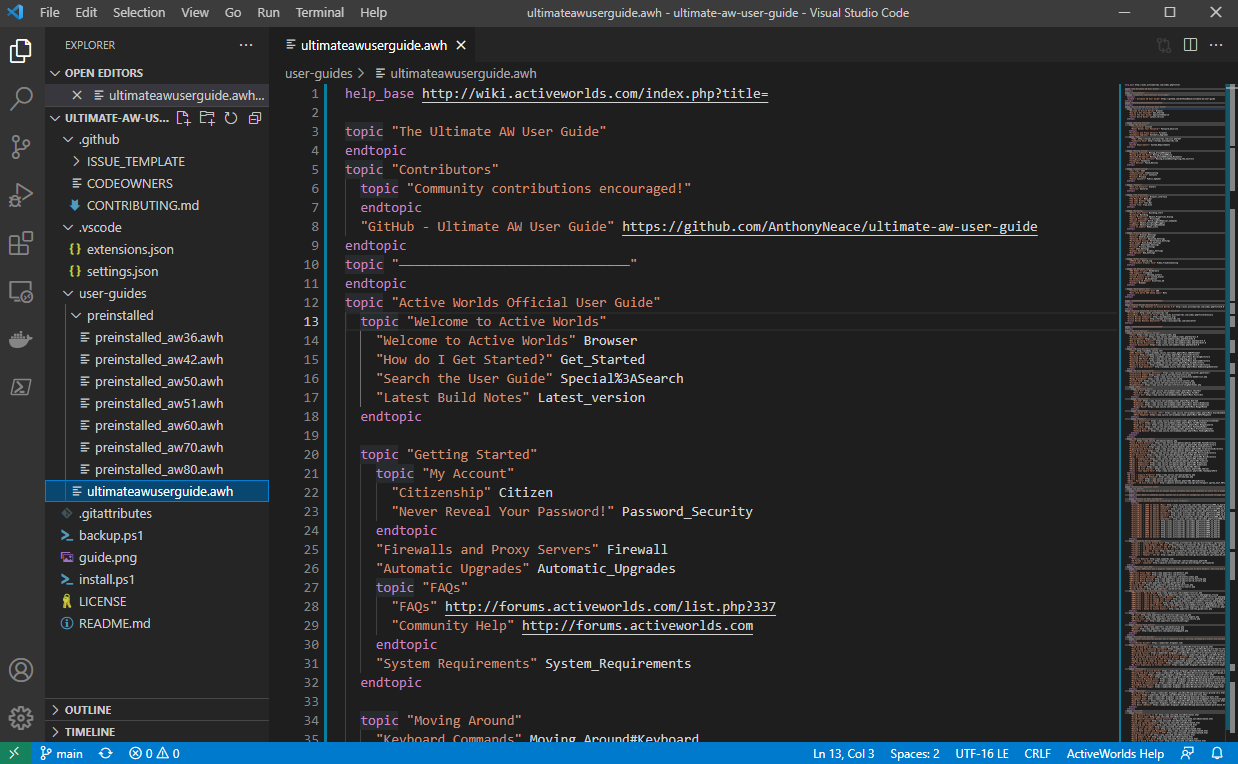 File Edit Selection View Go Run Terminal Help ultimateawuserguide.awh - ultimate-aw-user-guide - Visual Studio Code
EXPLORER
OPEN EDITORS
ultimateawuserguide.awh...
ULTIMATE-AW-US...
.github
ISSUE_TEMPLATE
CODEOWNERS
CONTRIBUTING.md
.vscode
extensions.json
settings.json
user-guides
preinstalled
preinstalled_aw36.awh
preinstalled_aw42.awh
preinstalled_aw50.awh
preinstalled_aw51.awh
preinstalled_aw60.awh
preinstalled_aw70.awh
preinstalled_aw80.awh
ultimateawuserguide.awh
.gitattributes
backup.ps1
guide.png
install.ps1
LICENSE
README.md
OUTLINE
TIMELINE
ultimateawuserguide.awh
user-guides > ultimateawuserguide.awh
1 help_base http://wiki.activeworlds.com/index.php?title=
2
3 topic "The Ultimate AW User Guide"
4 endtopic
5 topic "Contributors"
6 topic "Community contributions encouraged!"
7 endtopic
8 "GitHub - Ultimate AW User Guide" https://github.com/AnthonyNeace/ultimate-aw-user-guide
9 endtopic
10 topic "______________________________"
11 endtopic
12 topic "Active Worlds Official User Guide"
13 topic "Welcome to Active Worlds"
14 "Welcome to Active Worlds" Browser
15 "How do I Get Started?" Get_Started
16 "Search the User Guide" Special%3ASearch
17 "Latest Build Notes" Latest_version
18 endtopic
19
20 topic "Getting Started"
21 topic "My Account"
22 "Citizenship" Citizen
23 "Never Reveal Your Password!" Password_Security
24 endtopic
25 "Firewalls and Proxy Servers" Firewall
26 "Automatic Upgrades" Automatic_Upgrades
27 topic "FAQs"
28 "FAQs" http://forums.activeworlds.com/list.php?337
29 "Community Help" http://forums.activeworlds.com
30 endtopic
31 "System Requirements" System_Requirements
32 endtopic
33
34 topic "Moving Around"
35 "Keyboard Commands" Moving_Around#Keyboard
main 0 0 Ln 13, Col 3 Spaces: 2 UTF-16 LE CRLF ActiveWorlds Help